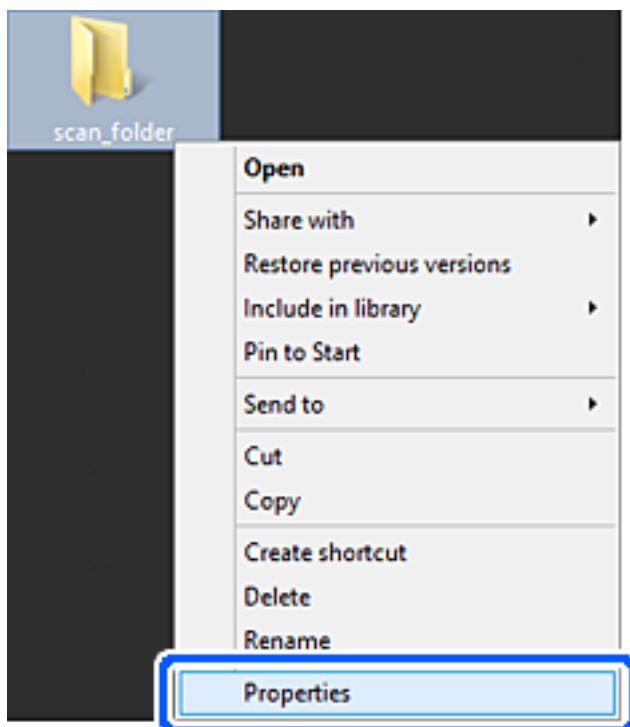 scan_folder
Open
Share with
Restore previous versions
Include in library
Pin to Start
Send to
Cut
Copy
Create shortcut
Delete
Rename
Properties